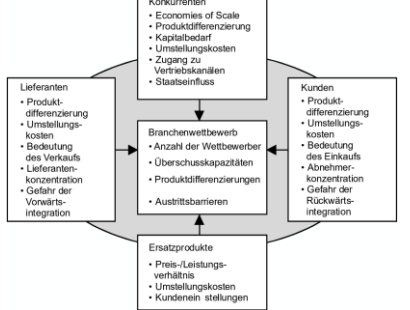 Konkurrenten
• Economies of Scale
• Produktdifferenzierung
• Kapitalbedarf
• Umstellungskosten
• Zugang zu
Vertriebskanälen
• Staatseinfluss
Lieferanten
• Produkt-
differenzierung
• Umstellungs-
kosten
• Bedeutung
des Verkaufs
• Lieferanten-
konzentration
• Gefahr der
Vorwärts-
integration
Branchenwettbewerb
• Anzahl der Wettbewerber
• Überschusskapazitäten
• Produktdifferenzierungen
• Austrittsbarrieren
Kunden
• Produkt-
differenzierung
• Umstellungs-
kosten
• Bedeutung
des Einkaufs
• Abnehmer-
konzentration
• Gefahr der
Rückwärts-
integration
Ersatzprodukte
• Preis-/Leistungs-
verhältnis
• Umstellungskosten
• Kundenein stellungen